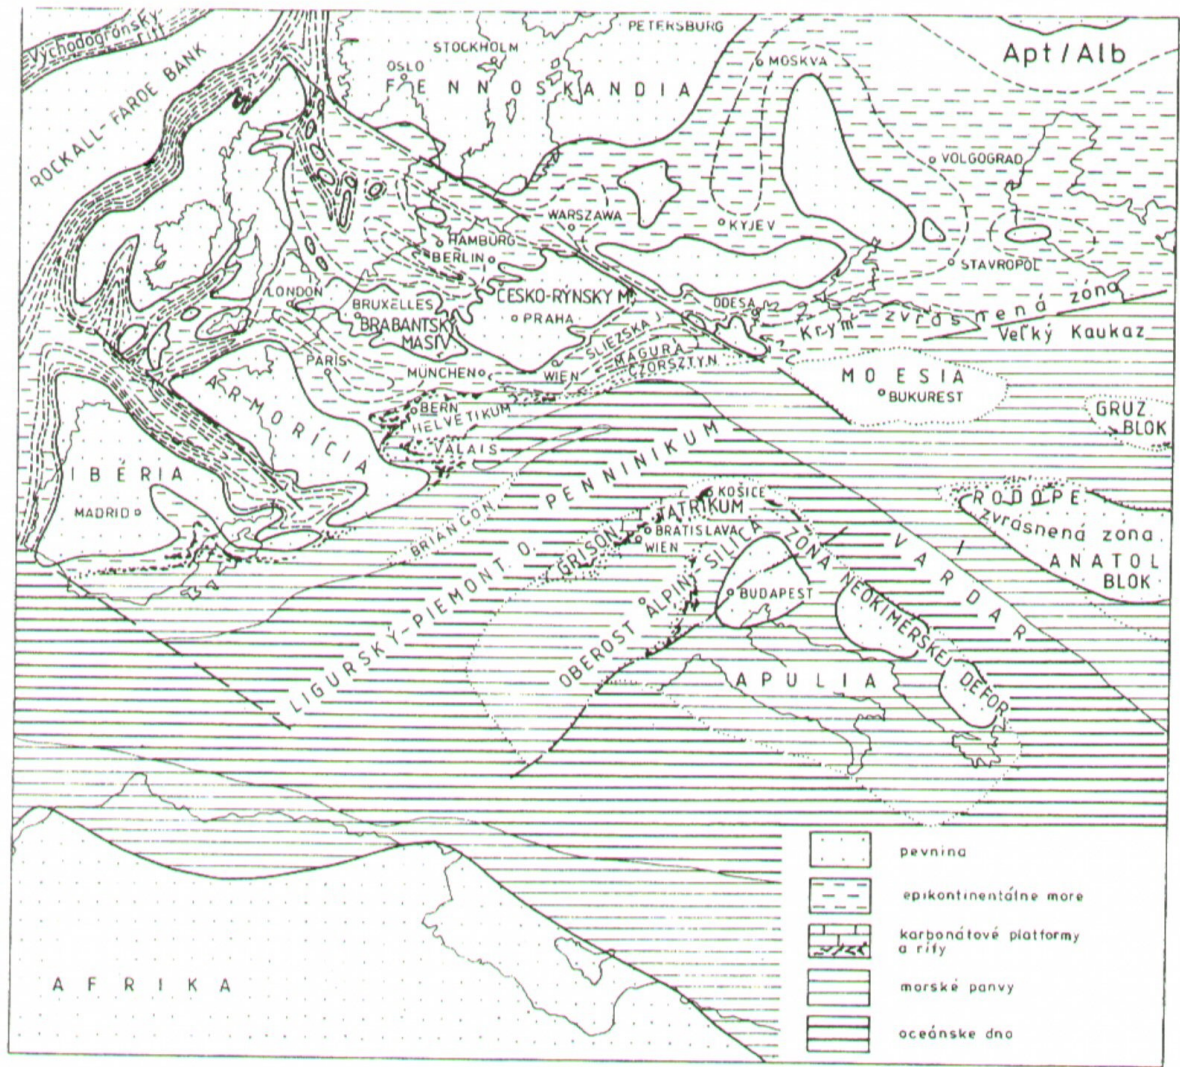 Východogrónsky
rift
ROCKALL-FAROE BANK
PETERSBURG
STOCKHOLM
OSLO
FENNOSKANDIA
MOSKVA
Apt/Alb
VOLGOGRAD
WARSZAWA
KYJEV
HAMBURG
BERLIN
STAVROPOL
LONDON
BRUXELLES
BRABANTSKÝ
MASÍV
ČESKO-RÝNSKY M.
PRAHA
ODESA
Krym
zvrásnená zóna
Veľký Kaukaz
SLIEZSKA J.
MAGURA
CZORSZTYN
PARIS
MÜNCHEN
WIEN
MOESIA
BUKUREST
GRUZ
BLOK
ARMORÍCIA
BERN
HELVETIKUM
VALAIS
IBÉRIA
MADRID
BRIANÇON
PENNINIKUM
LIGURSKÝ-PIEMONT O.
KOŠICE
TATRIKUM
GRISON
BRATISLAVA
WIEN
SILICA
OBEROST ALPIN
BUDAPEST
ZÓNA NEOKIMÉRSKEJ DEFOR.
VARDAR
RODOPE
zvrásnená zóna
ANATOL
BLOK
APULIA
AFRIKA
pevnina
epikontinentálne more
karbonátové platformy
a rífy
morské panvy
oceánske dno